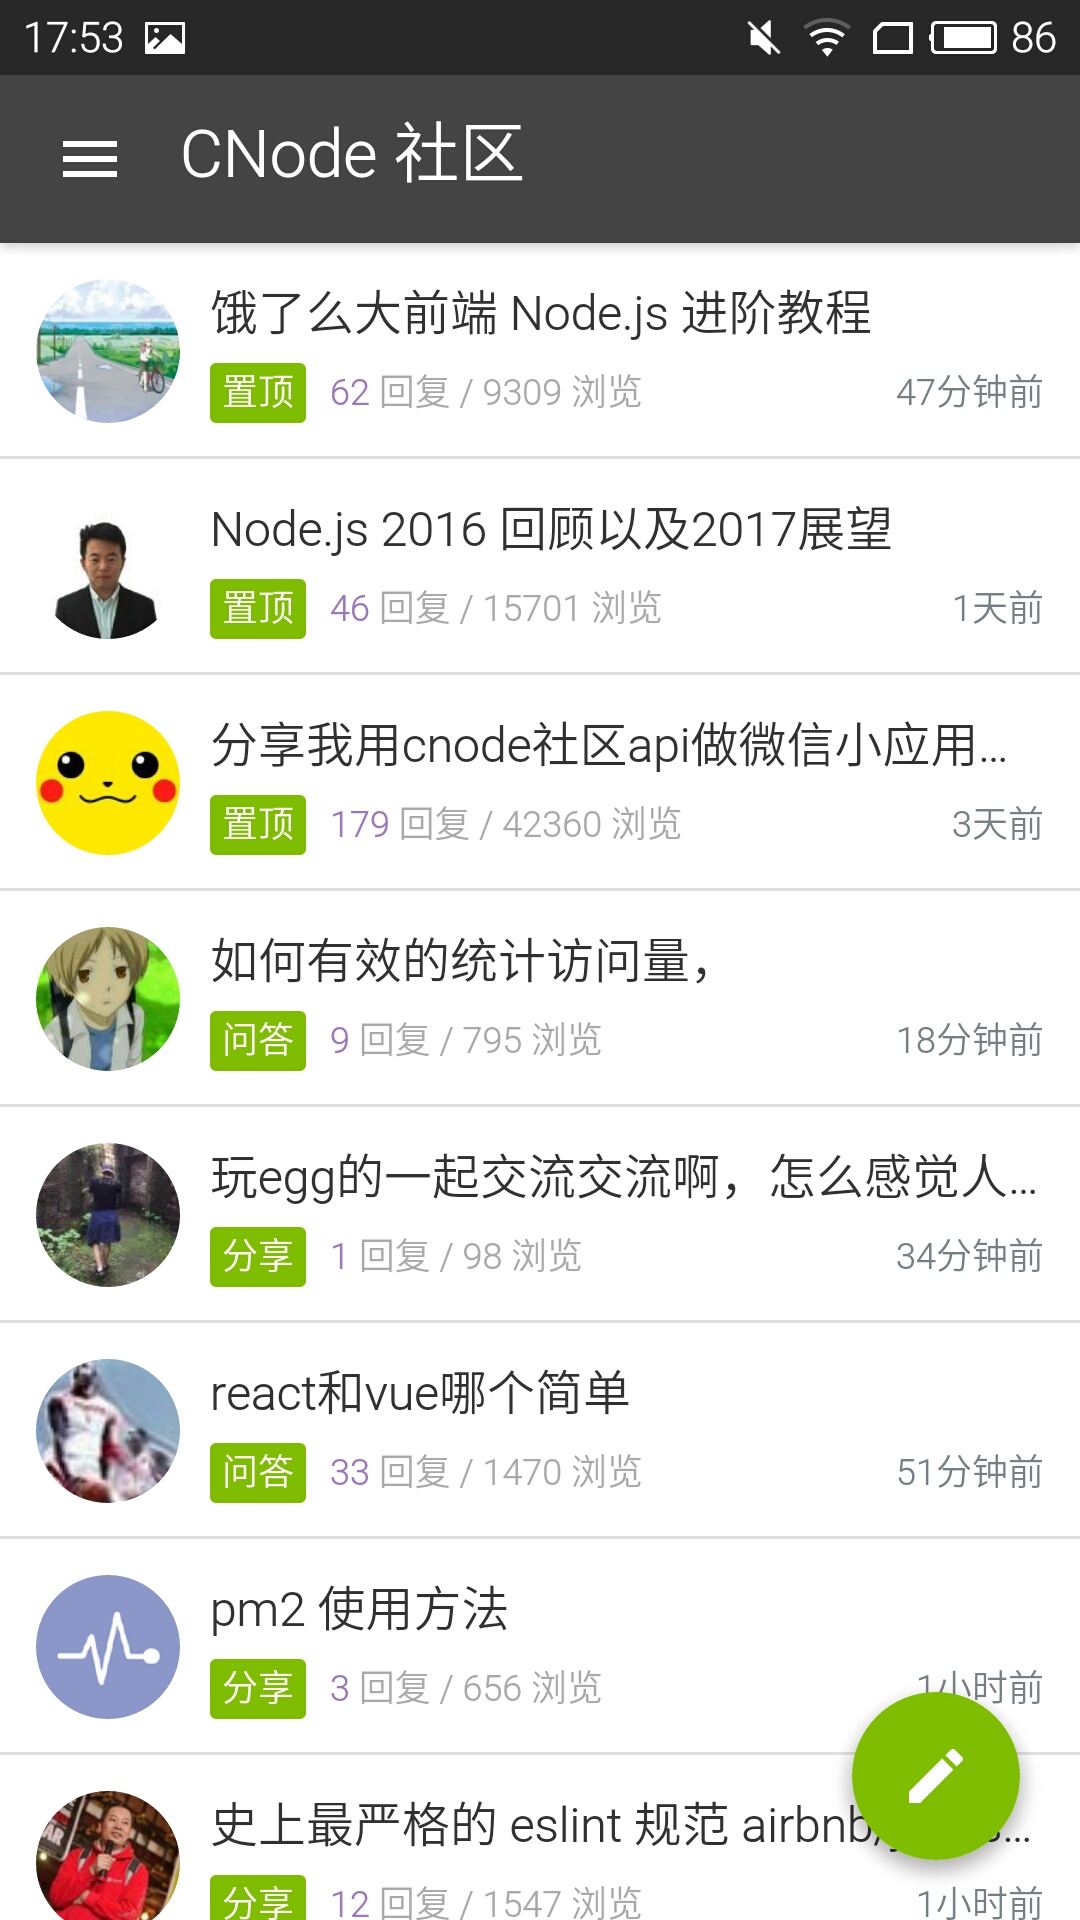 17:53 86
CNode 社区
饿了么大前端 Node.js 进阶教程
置顶 62 回复 / 9309 浏览 47分钟前
Node.js 2016 回顾以及2017展望
置顶 46 回复 / 15701 浏览 1天前
分享我用cnode社区api做微信小应用...
置顶 179 回复 / 42360 浏览 3天前
如何有效的统计访问量，
问答 9 回复 / 795 浏览 18分钟前
玩egg的一起交流交流啊，怎么感觉人...
分享 1 回复 / 98 浏览 34分钟前
react和vue哪个简单
问答 33 回复 / 1470 浏览 51分钟前
pm2 使用方法
分享 3 回复 / 656 浏览 1小时前
史上最严格的 eslint 规范 airbnb/
分享 12 回复 / 1547 浏览 1小时前